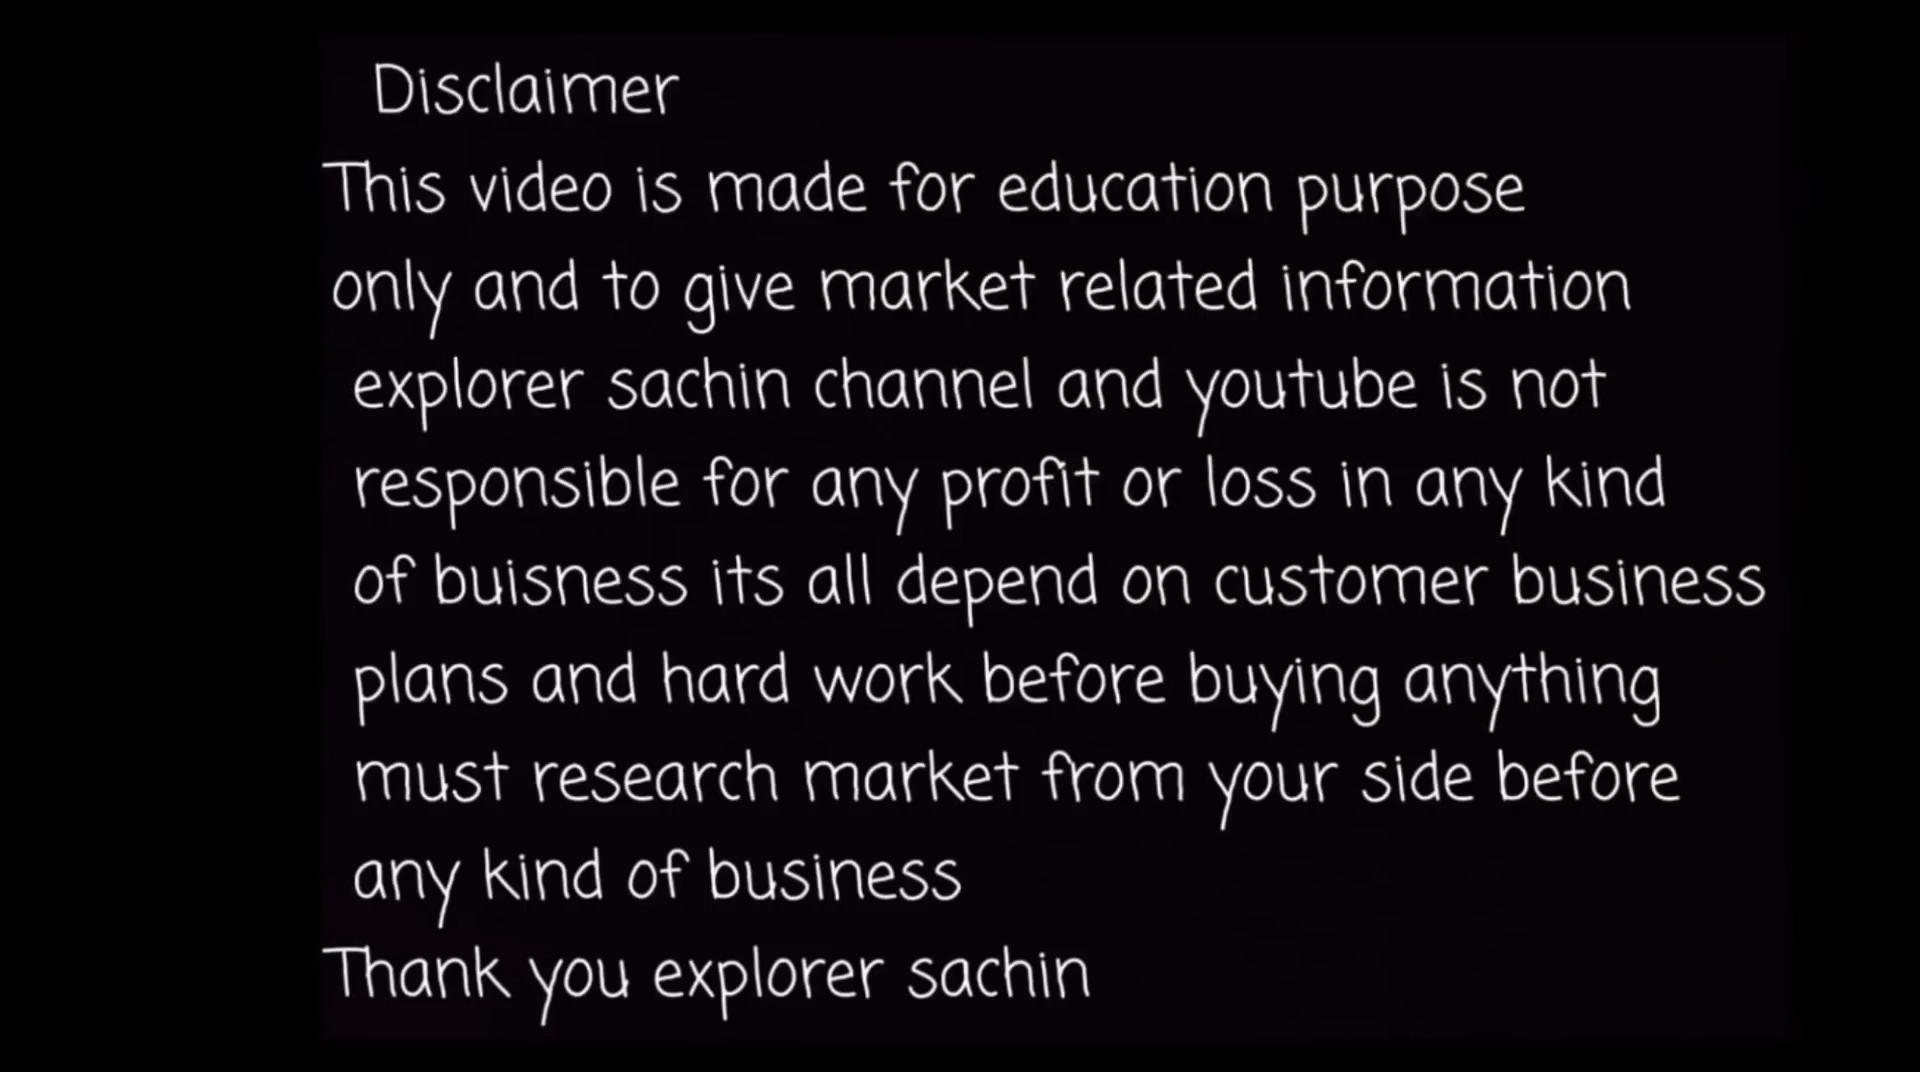 Disclaimer
This video is made for education purpose
only and to give market related information
explorer sachin channel and youtube is not
responsible for any profit or loss in any kind
of buisness its all depend on customer business
plans and hard work before buying anything
must research market from your side before
any kind of business
Thank you explorer sachin